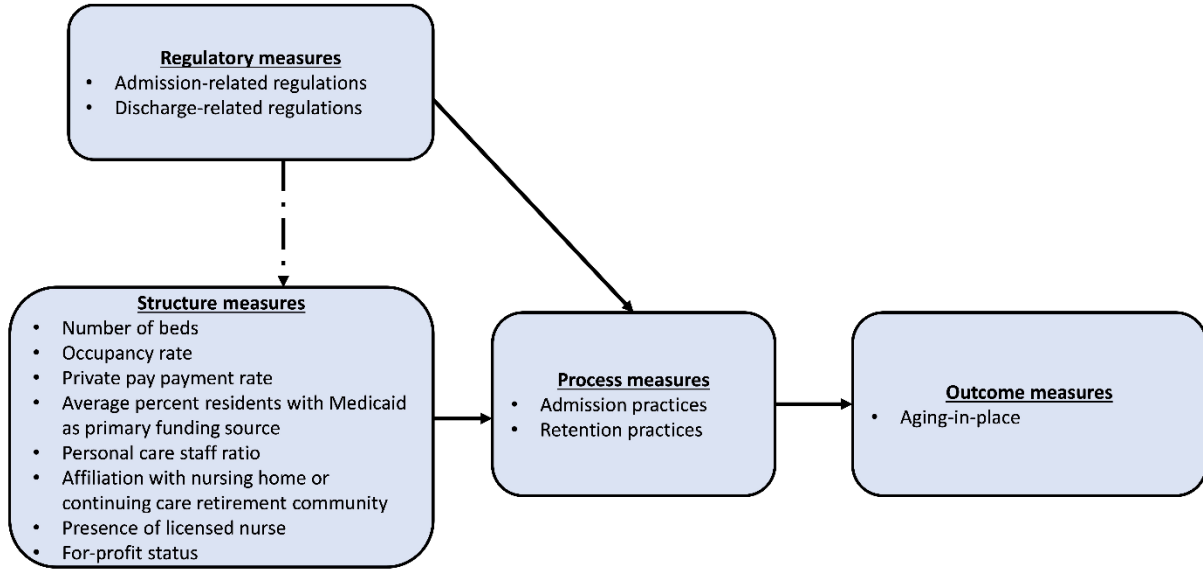 Regulatory measures
• Admission-related regulations
• Discharge-related regulations
Structure measures
• Number of beds
• Occupancy rate
• Private pay payment rate
• Average percent residents with Medicaid
as primary funding source
• Personal care staff ratio
• Affiliation with nursing home or
continuing care retirement community
• Presence of licensed nurse
• For-profit status
Process measures
• Admission practices
• Retention practices
Outcome measures
• Aging-in-place